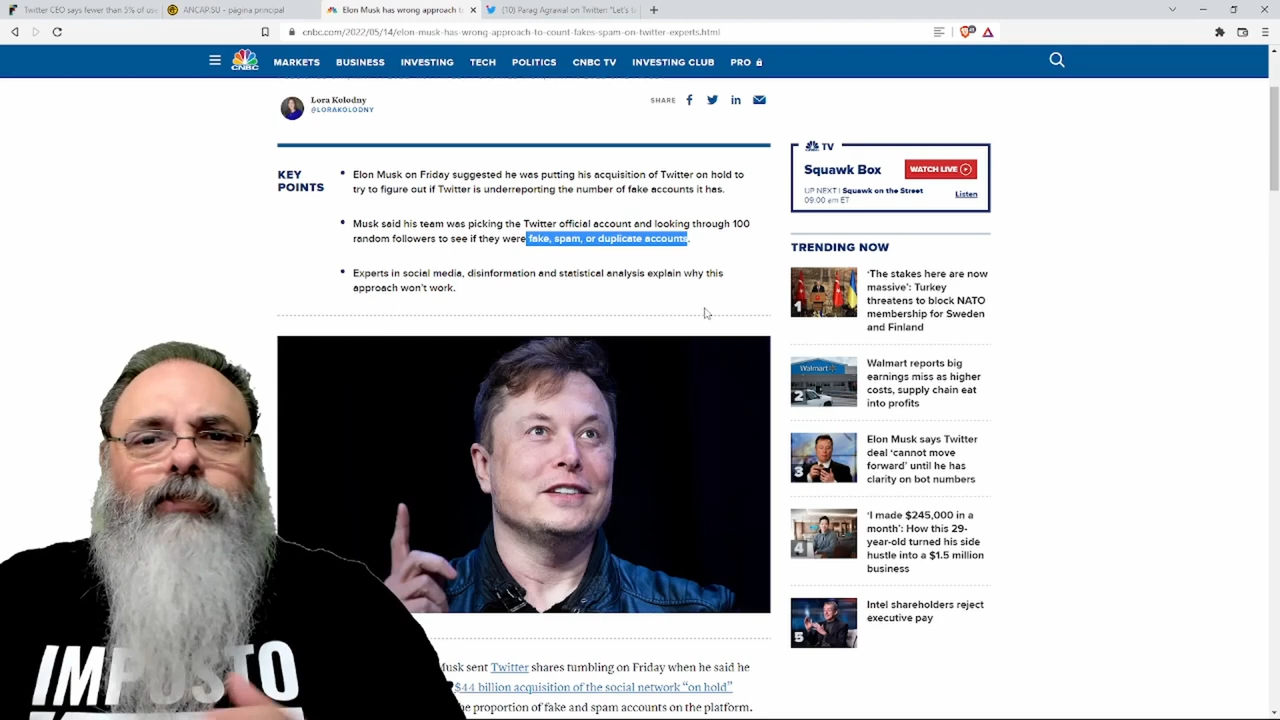 Twitter CEO says fewer than 5% of use
ANCAP.SU - página principal
Elon Musk has wrong approach to
(10) Parag Agrawal on Twitter: "Let's t
cnbc.com/2022/05/14/elon-musk-has-wrong-approach-to-count-fakes-spam-on-twitter-experts.html
CNBC
MARKETS
BUSINESS
INVESTING
TECH
POLITICS
CNBC TV
INVESTING CLUB
PRO
Lora Kolodny
@LORAKOLODNY
SHARE
KEY
POINTS
Elon Musk on Friday suggested he was putting his acquisition of Twitter on hold to
try to figure out if Twitter is underreporting the number of fake accounts it has.
Musk said his team was picking the Twitter official account and looking through 100
random followers to see if they were fake, spam, or duplicate accounts.
Experts in social media, disinformation and statistical analysis explain why this
approach won't work.
TV
Squawk Box
WATCH LIVE
UP NEXT | Squawk on the Street
09:00 am ET
Listen
TRENDING NOW
1
'The stakes here are now
massive': Turkey
threatens to block NATO
membership for Sweden
and Finland
Walmart
2
Walmart reports big
earnings miss as higher
costs, supply chain eat
into profits
3
Elon Musk says Twitter
deal 'cannot move
forward' until he has
clarity on bot numbers
4
'I made $245,000 in a
month': How this 29-
year-old turned his side
hustle into a $1.5 million
business
5
Intel shareholders reject
executive pay
Musk sent Twitter shares tumbling on Friday when he said he
$44 billion acquisition of the social network "on hold"
he proportion of fake and spam accounts on the platform.
IMPOSTO